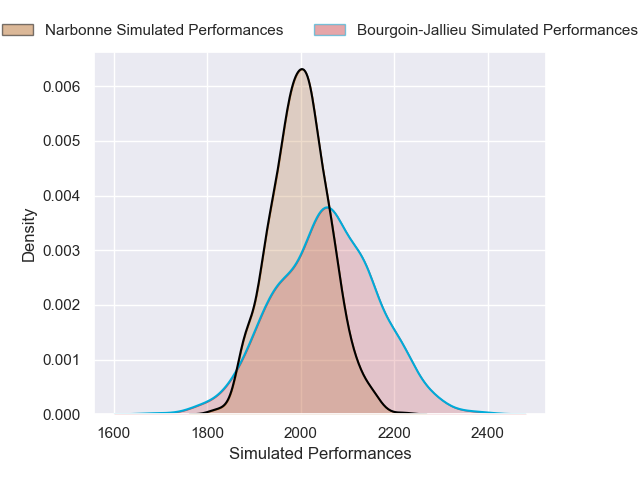 Narbonne Simulated Performances
Bourgoin-Jallieu Simulated Performances
0.006
0.005
0.004
0.003
0.002
0.001
0.000
Density
1600 1800 2000 2200 2400
Simulated Performances